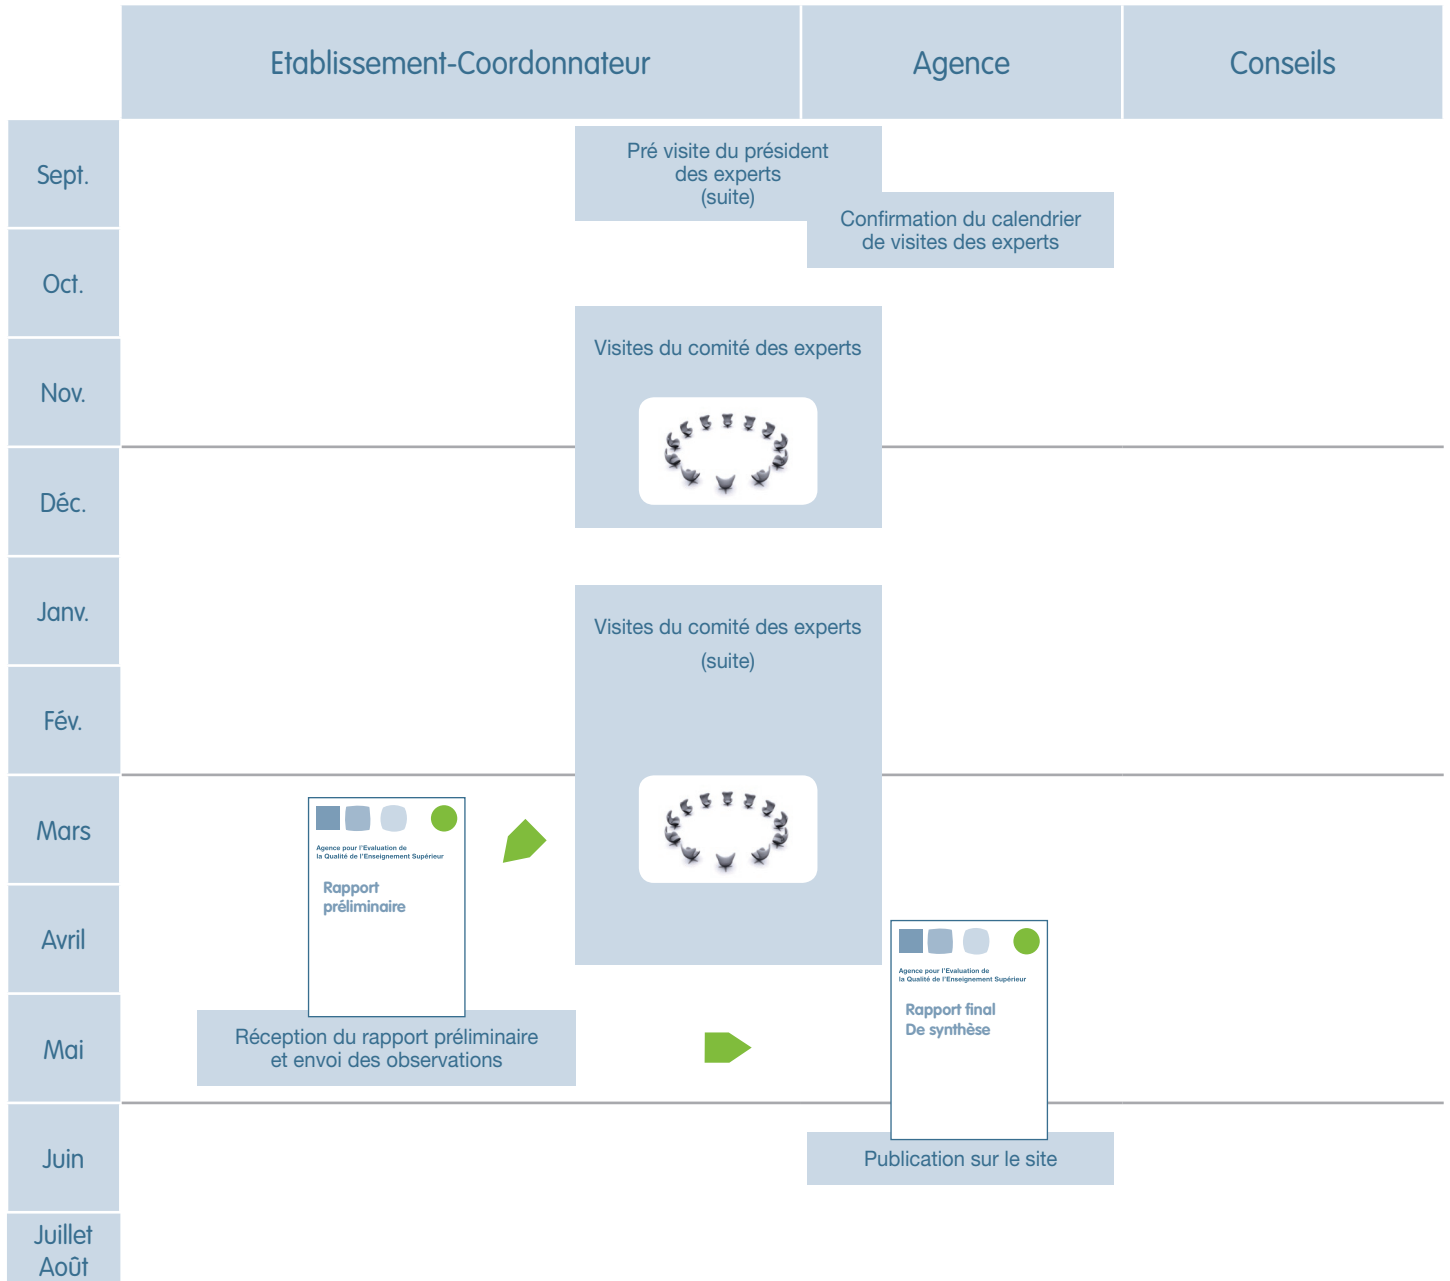 Etablissement-Coordonnateur
Agence
Conseils
Sept.
Pré visite du président
des experts
(suite)
Confirmation du calendrier
de visites des experts
Oct.
Visites du comité des experts
Nov.
Déc.
Janv.
Visites du comité des experts
(suite)
Fév.
Mars
Agence pour l'Evaluation de
la Qualité de l'Enseignement Supérieur
Rapport
préliminaire
Avril
Agence pour l'Evaluation de
la Qualité de l'Enseignement Supérieur
Rapport final
De synthèse
Mai
Réception du rapport préliminaire
et envoi des observations
Juin
Publication sur le site
Juillet
Août